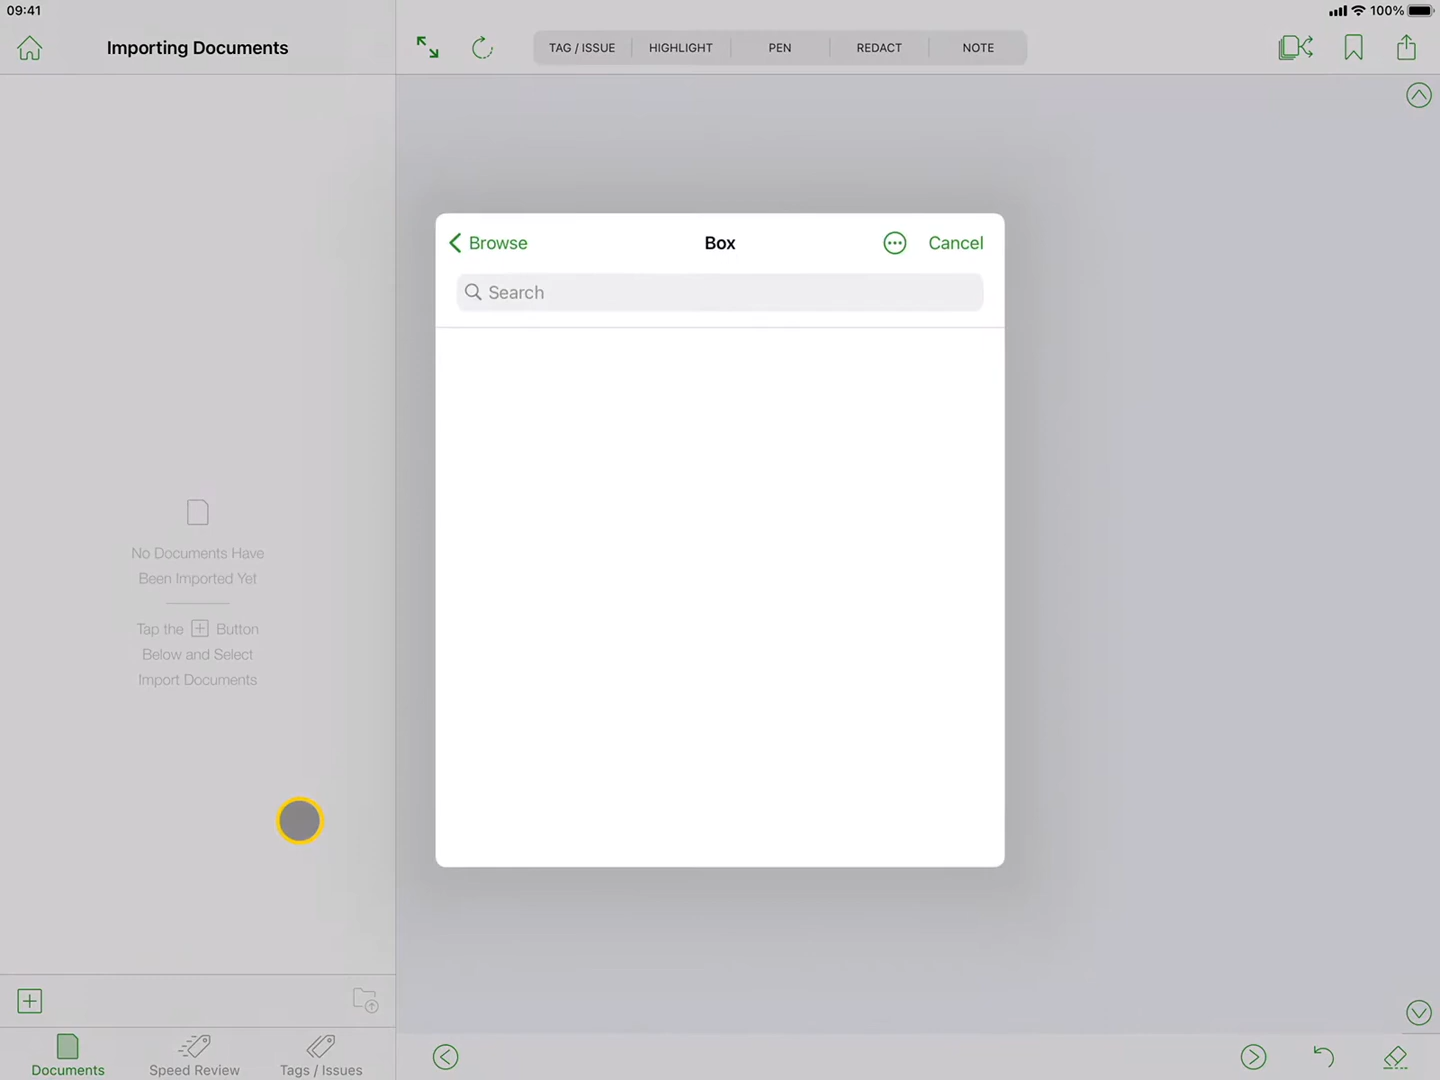 09:41
100%
Importing Documents
TAG / ISSUE
HIGHLIGHT
PEN
REDACT
NOTE
Browse
Box
Cancel
Search
No Documents Have
Been Imported Yet
Tap the + Button
Below and Select
Import Documents
Documents
Speed Review
Tags / Issues